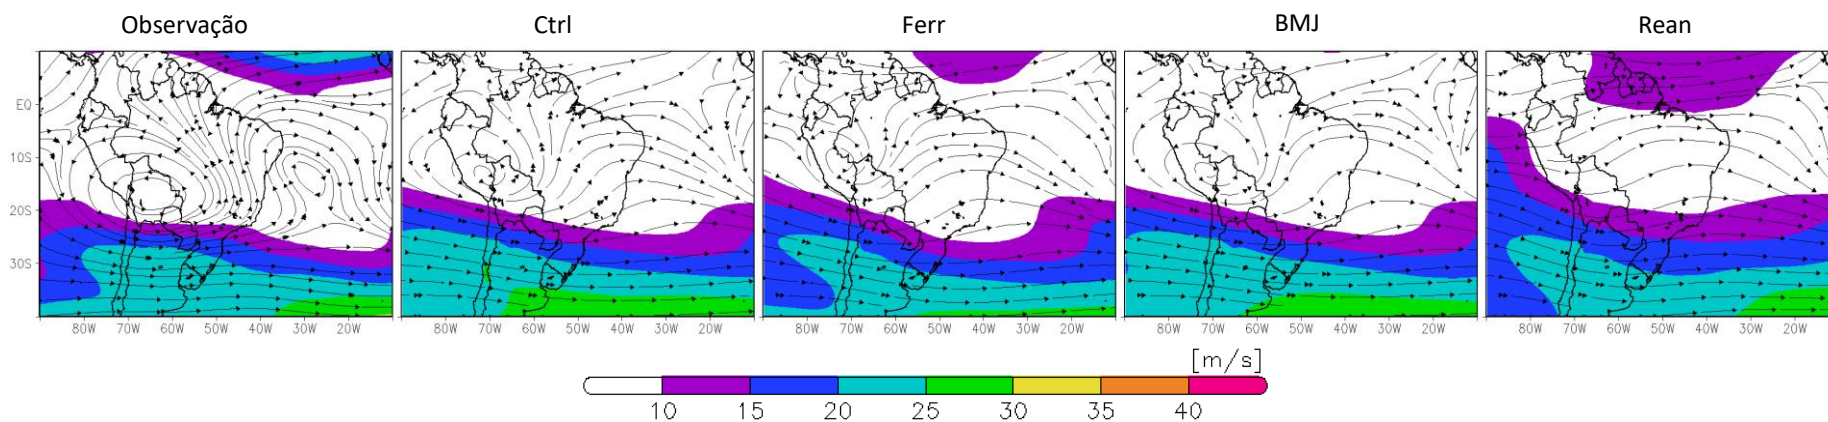 Observação Ctrl Ferr BMJ Rean
EQ
10S
20S
30S
80W 70W 60W 50W 40W 30W 20W 80W 70W 60W 50W 40W 30W 20W 80W 70W 60W 50W 40W 30W 20W 80W 70W 60W 50W 40W 30W 20W 80W 70W 60W 50W 40W 30W 20W
[m/s]
10 15 20 25 30 35 40